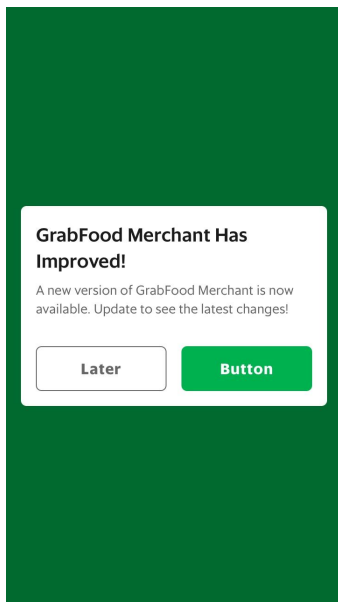 GrabFood Merchant Has
Improved!
A new version of GrabFood Merchant is now
available. Update to see the latest changes!
Later
Button